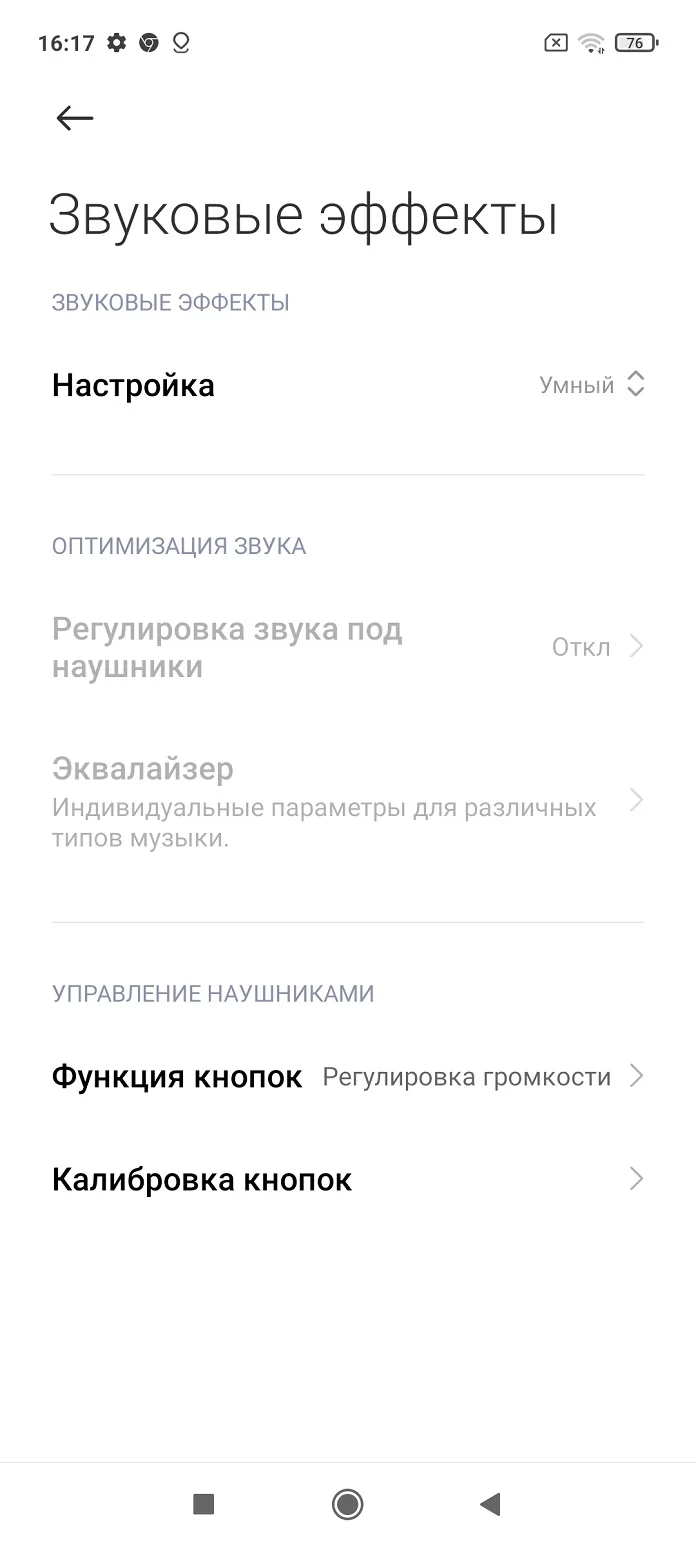 16:17
76
Звуковые эффекты
ЗВУКОВЫЕ ЭФФЕКТЫ
Настройка Умный
ОПТИМИЗАЦИЯ ЗВУКА
Регулировка звука под
наушники
Откл
Эквалайзер
Индивидуальные параметры для различных
типов музыки.
УПРАВЛЕНИЕ НАУШНИКАМИ
Функция кнопок Регулировка громкости
Калибровка кнопок